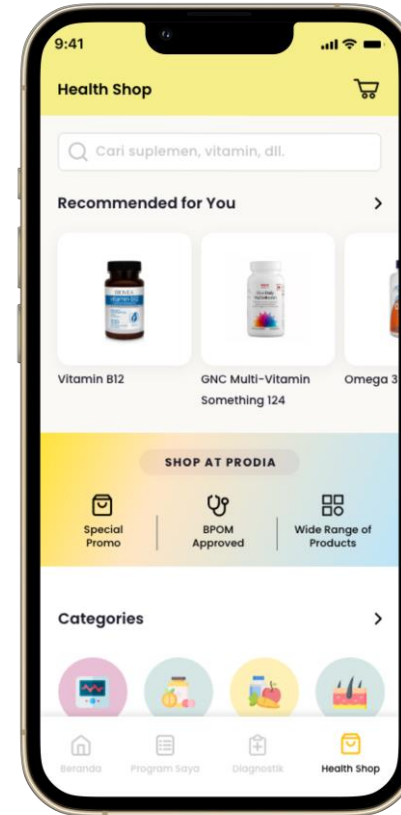 9:41
Health Shop
Cari suplemen, vitamin, dll.
Recommended for You
Vitamin B12
GNC Multi-Vitamin
Something 124
Omega 3
SHOP AT PRODIA
Special
Promo
BPOM
Approved
Wide Range of
Products
Categories
Beranda
Program Saya
Diagnostik
Health Shop